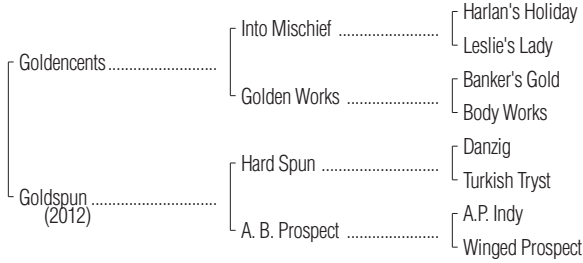 Harlan's Holiday
Into Mischief ........................
Leslie's Lady
Goldencents ..........................
Banker's Gold
Golden Works ......................
Body Works
Danzig
Hard Spun ............................
Turkish Tryst
Goldspun .............................
(2012)
A.P. Indy
A. B. Prospect ......................
Winged Prospect